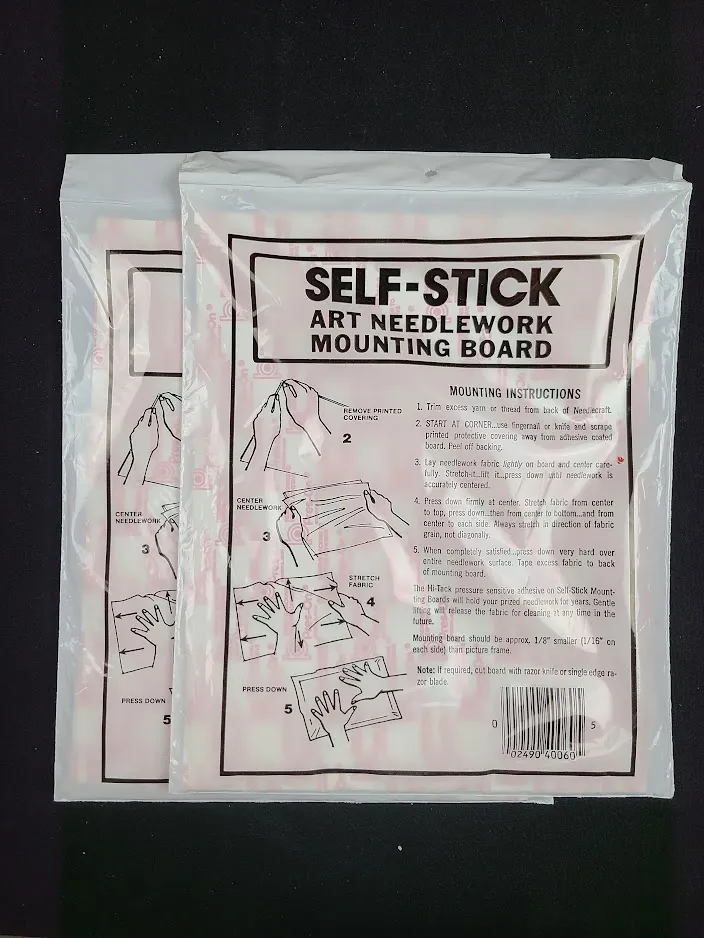 SELF-STICK
ART NEEDLEWORK
MOUNTING BOARD
MOUNTING INSTRUCTIONS
1. Trim excess yarn or thread from back of Needlecraft.
2. START AT CORNER...use fingernail or knife and scrape
printed protective covering away from adhesive coated
board. Peel off backing.
3. Lay needlework fabric lightly on board and center care-
fully. Stretch-it...lift it...press down until needlework is
accurately centered.
4. Press down firmly at center. Stretch fabric from center
to top, press down...then from center to bottom...and from
center to each side. Always stretch in direction of fabric
grain, not diagonally.
5. When completely satisfied...press down very hard over
entire needlework surface. Tape excess fabric to back
of mounting board.
The Hi-Tack pressure sensitive adhesive on Self-Stick Mount-
ing Boards will hold your prized needlework for years. Gentle
lifting will release the fabric for cleaning at any time in the
future.
Mounting board should be approx. 1/8" smaller (1/16" on
each side) than picture frame.
Note: If required, cut board with razor knife or single edge ra-
zor blade.
REMOVE PRINTED
COVERING
2
CENTER
NEEDLEWORK
3
STRETCH
FABRIC
4
PRESS DOWN
5
0 02490 40060 5
CENTER
NEEDLEWORK
3
PRESS DOWN
5